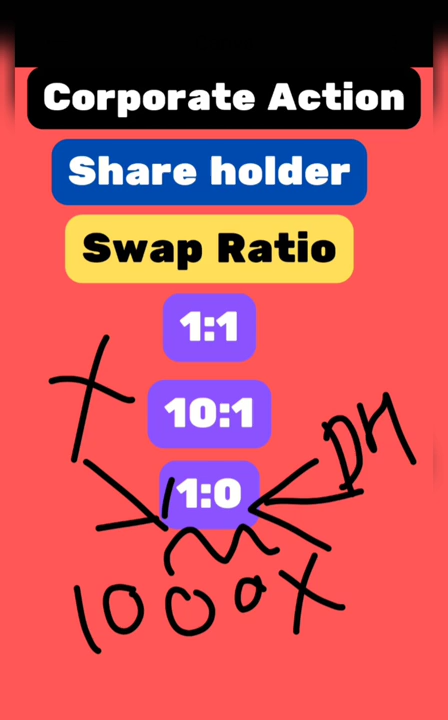 Corporate Action
Share holder
Swap Ratio
1:1
X
10:1
DH
1:0
1000X